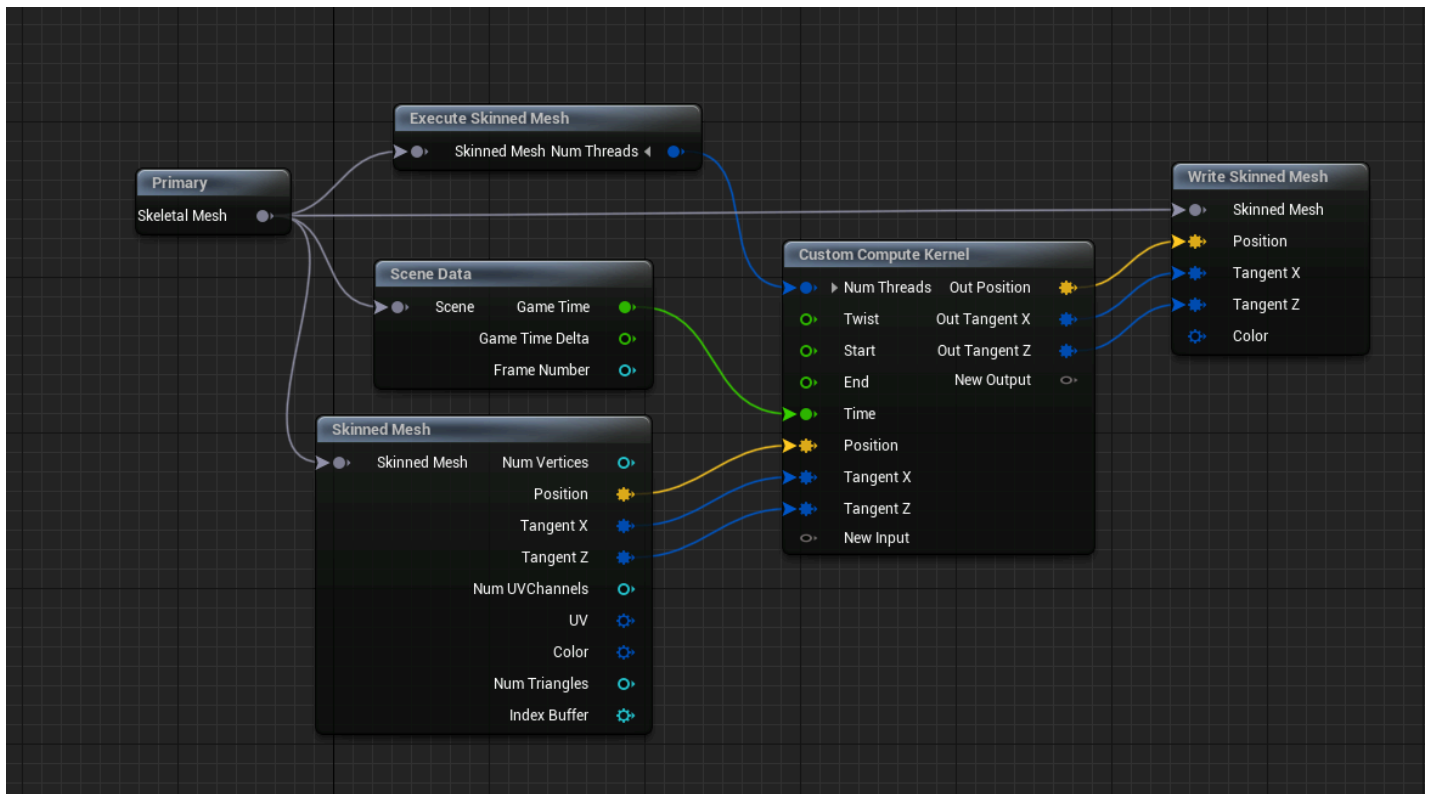 Execute Skinned Mesh
Skinned Mesh Num Threads
Primary
Skeletal Mesh
Scene Data
Scene Game Time
Game Time Delta
Frame Number
Skinned Mesh
Skinned Mesh Num Vertices
Position
Tangent X
Tangent Z
Num UVChannels
UV
Color
Num Triangles
Index Buffer
Custom Compute Kernel
Num Threads Out Position
Twist Out Tangent X
Start Out Tangent Z
End New Output
Time
Position
Tangent X
Tangent Z
New Input
Write Skinned Mesh
Skinned Mesh
Position
Tangent X
Tangent Z
Color